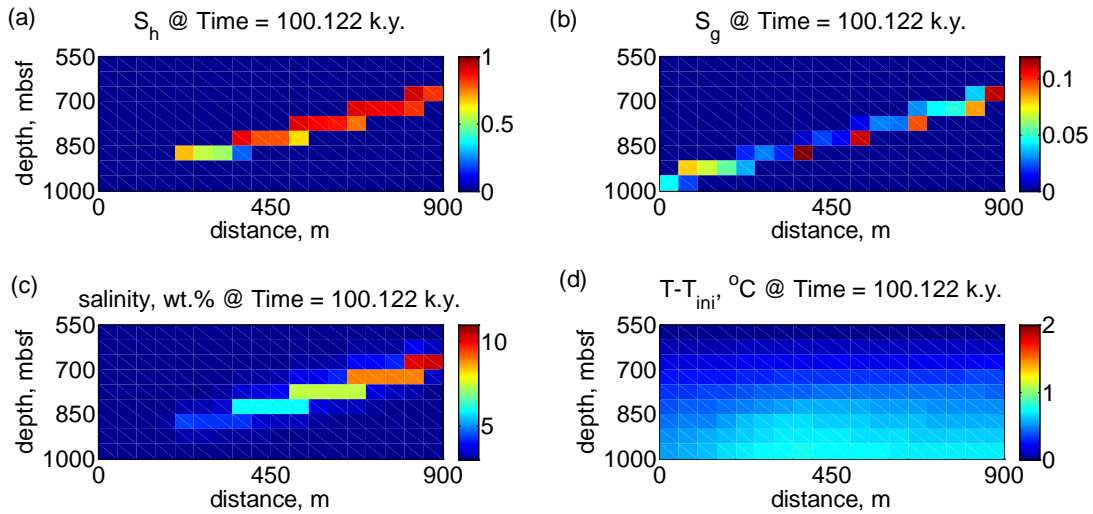 (a)
S_h @ Time = 100.122 k.y.
550
700
850
1000
depth, mbsf
0
450
900
distance, m
1
0.5
0
(b)
S_g @ Time = 100.122 k.y.
550
700
850
1000
depth, mbsf
0
450
900
distance, m
0.1
0.05
0
(c)
salinity, wt.% @ Time = 100.122 k.y.
550
700
850
1000
depth, mbsf
0
450
900
distance, m
10
5
(d)
T-T_ini, °C @ Time = 100.122 k.y.
550
700
850
1000
depth, mbsf
0
450
900
distance, m
2
1
0